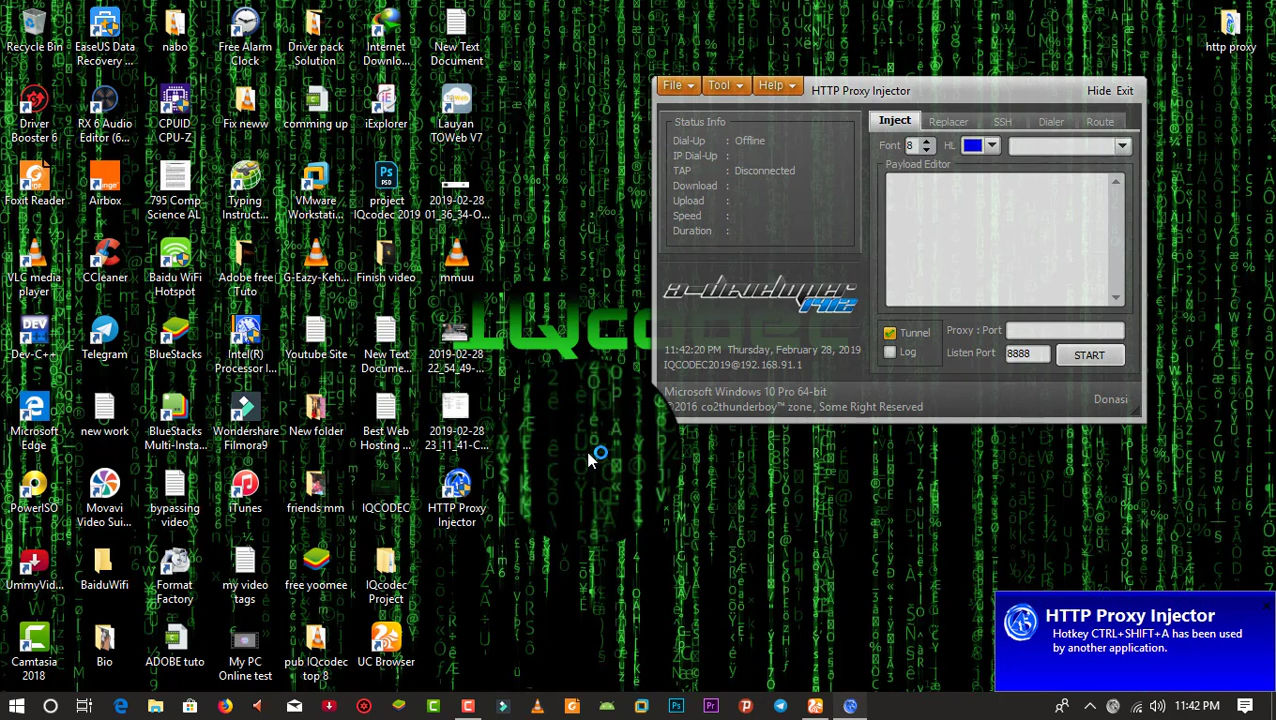 Recycle Bin
EaseUS Data
Recovery ...
nabo
Free Alarm
Clock
Driver pack
Solution
Internet
Downlo...
New Text
Document
http proxy
Driver
Booster 6
RX 6 Audio
Editor (6...
CPUID
CPU-Z
Fix neww
comming up
iExplorer
Lauyan
TOWeb V7
Foxit Reader
Airbox
795 Comp
Science AL
Typing
Instruct...
VMware
Workstati...
project
IQcodec 2019
2019-02-28
01_36_34-O...
VLC media
player
CCleaner
Baidu WiFi
Hotspot
Adobe free
Tuto
G-Eazy-Keh...
Finish video
mmuu
Dev-C++
Telegram
BlueStacks
Intel(R)
Processor I...
Youtube Site
New Text
Docume...
2019-02-28
22_54_49-...
Microsoft
Edge
new work
BlueStacks
Multi-Insta...
Wondershare
Filmora9
New folder
Best Web
Hosting ...
2019-02-28
23_11_41-C...
PowerISO
Movavi
Video Sui...
bypassing
video
iTunes
friends mm
IQCODEC
HTTP Proxy
Injector
UmmyVid...
BaiduWifi
Format
Factory
my video
tags
free yoomee
IQcodec
Project
Camtasia
2018
Bio
ADOBE tuto
My PC
Online test
pub IQcodec
top 8
UC Browser
File
Tool
Help
HTTP Proxy Injector
Hide Exit
Status Info
Dial-Up : Offline
IP Dial-Up :
TAP : Disconnected
Download :
Upload :
Speed :
Duration :
a-developer
1412
11:42:20 PM Thursday, February 28, 2019
IQCODEC2019@192.168.91.1
Microsoft Windows 10 Pro 64-bit
Inject
Replacer
SSH
Dialer
Route
Font 8
HL
Payload Editor
Tunnel
Log
Proxy : Port
Listen Port 8888
START
Donasi
HTTP Proxy Injector
Hotkey CTRL+SHIFT+A has been used
by another application.
11:42 PM